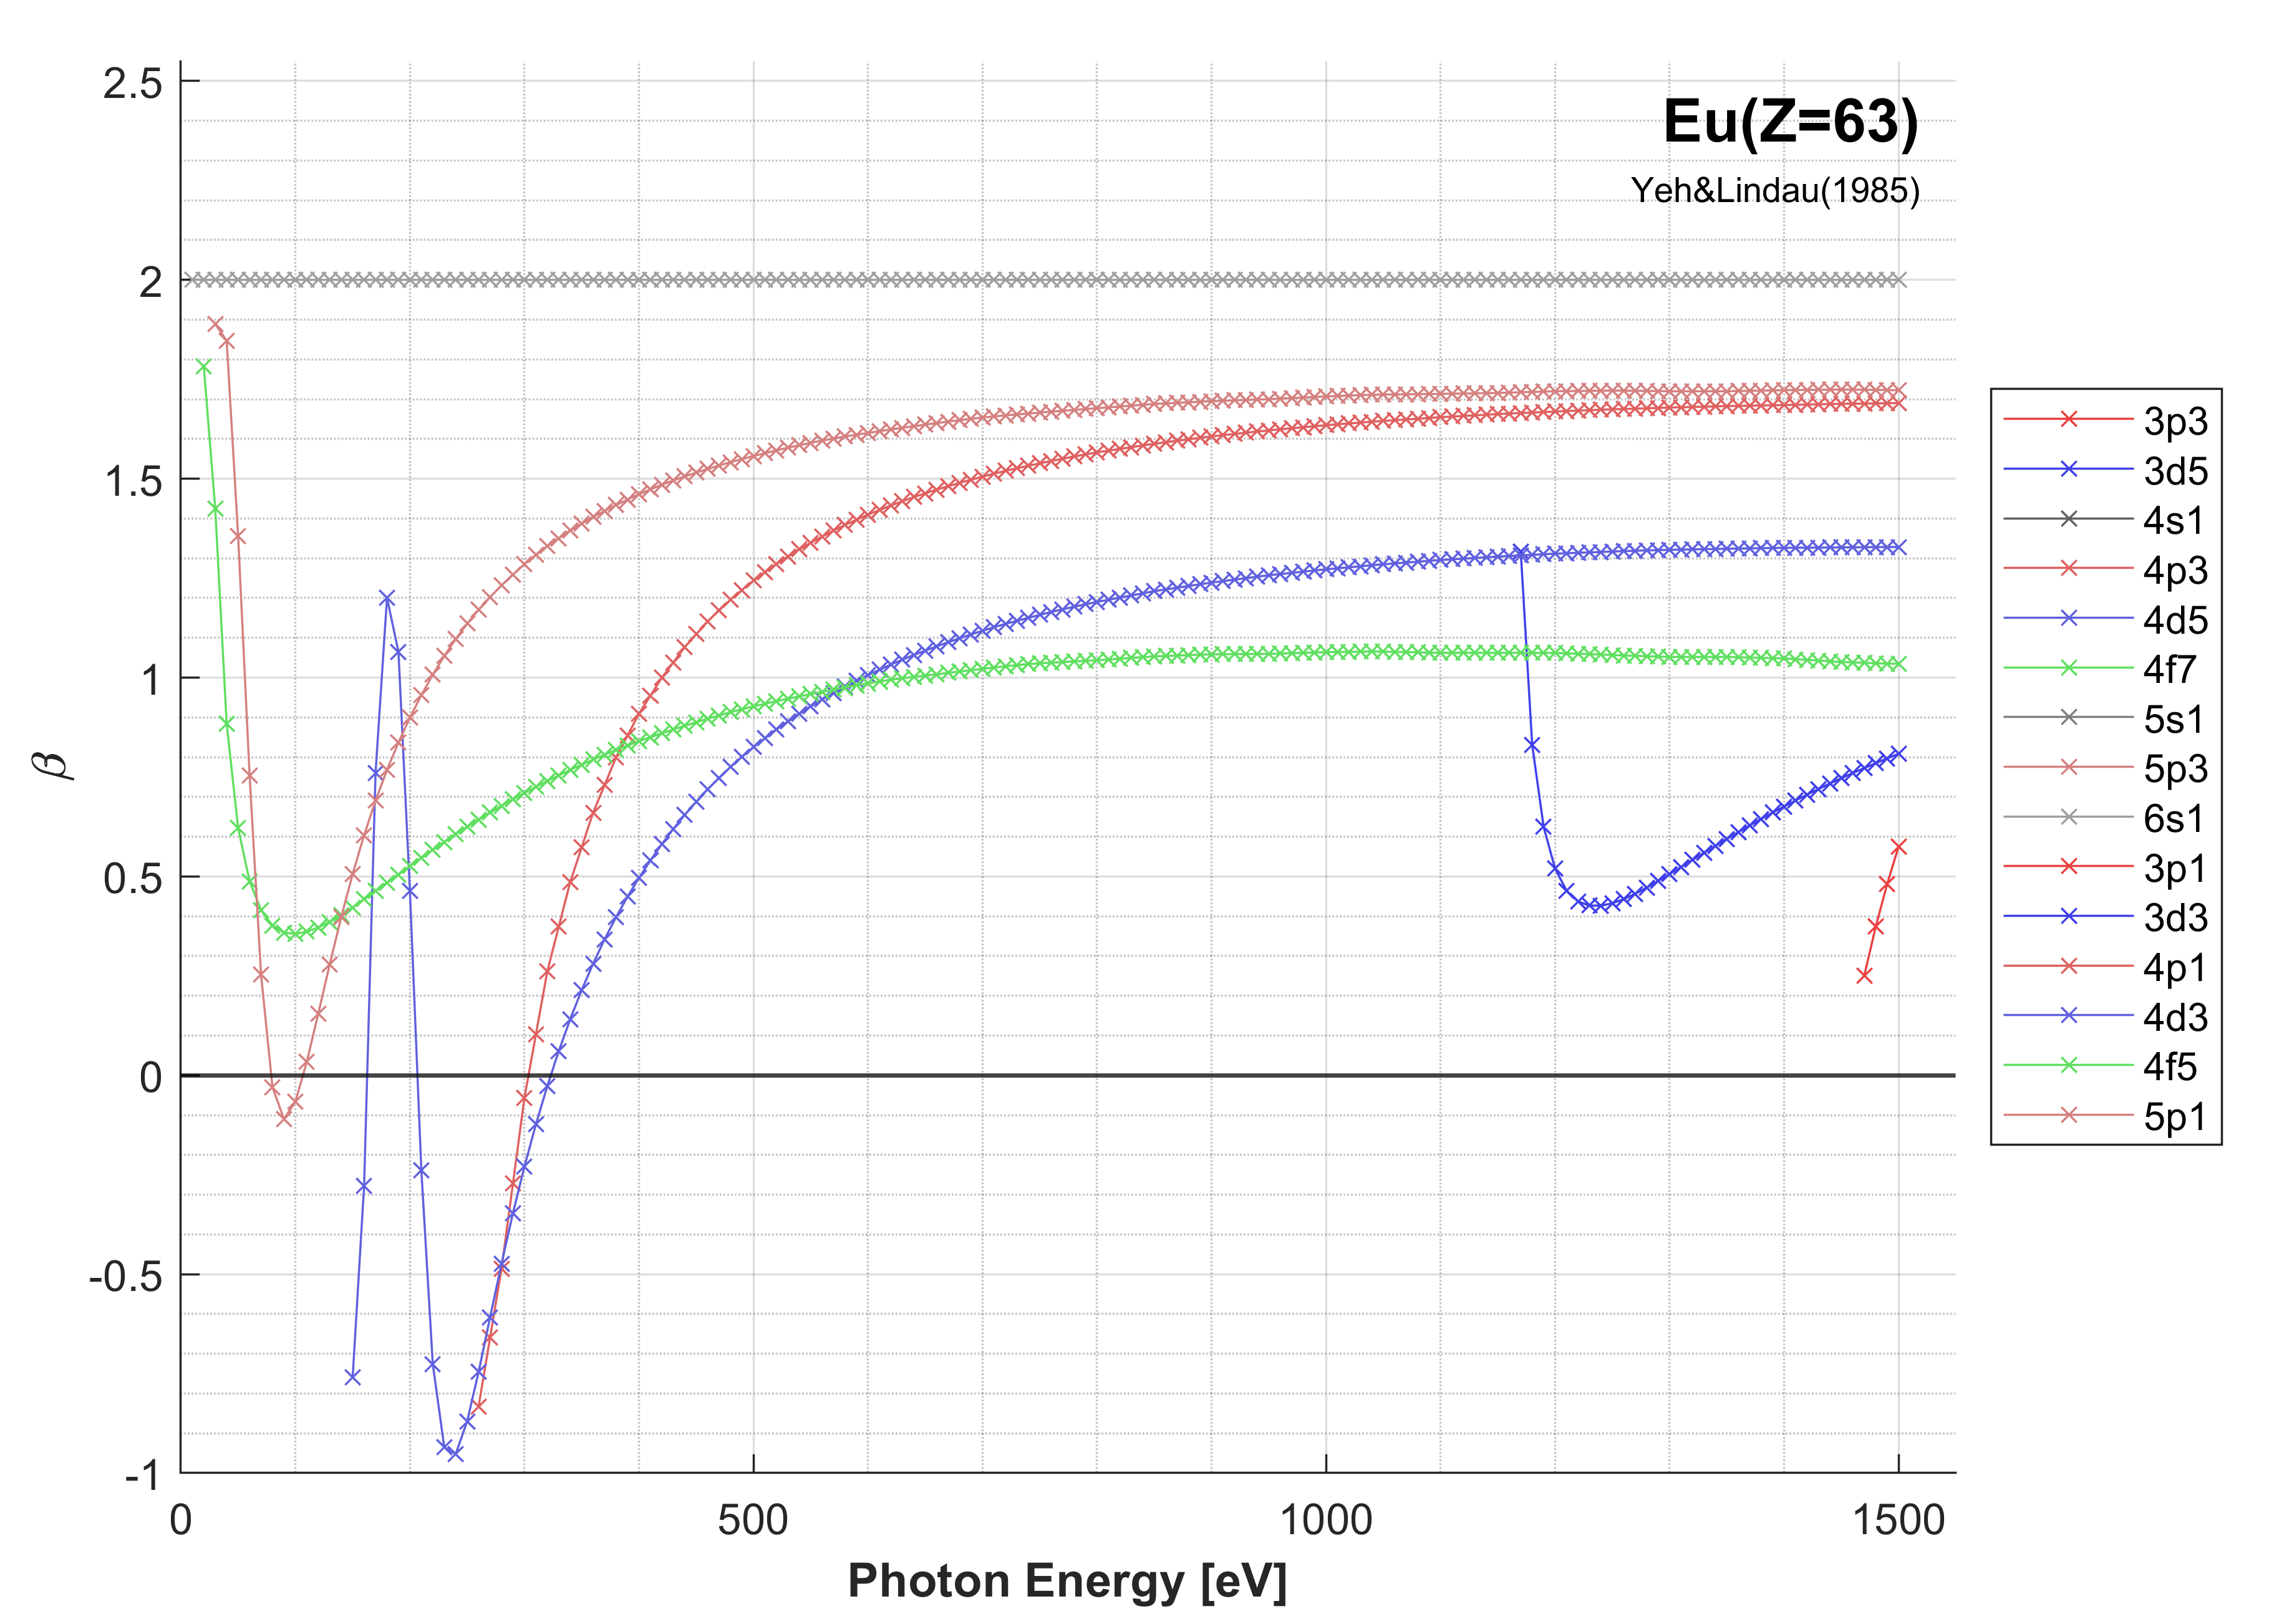 Eu(Z=63)
Yeh&Lindau(1985)
2.5
2
1.5
1
0.5
0
-0.5
-1
β
0
500
1000
1500
Photon Energy [eV]
3p3
3d5
4s1
4p3
4d5
4f7
5s1
5p3
6s1
3p1
3d3
4p1
4d3
4f5
5p1